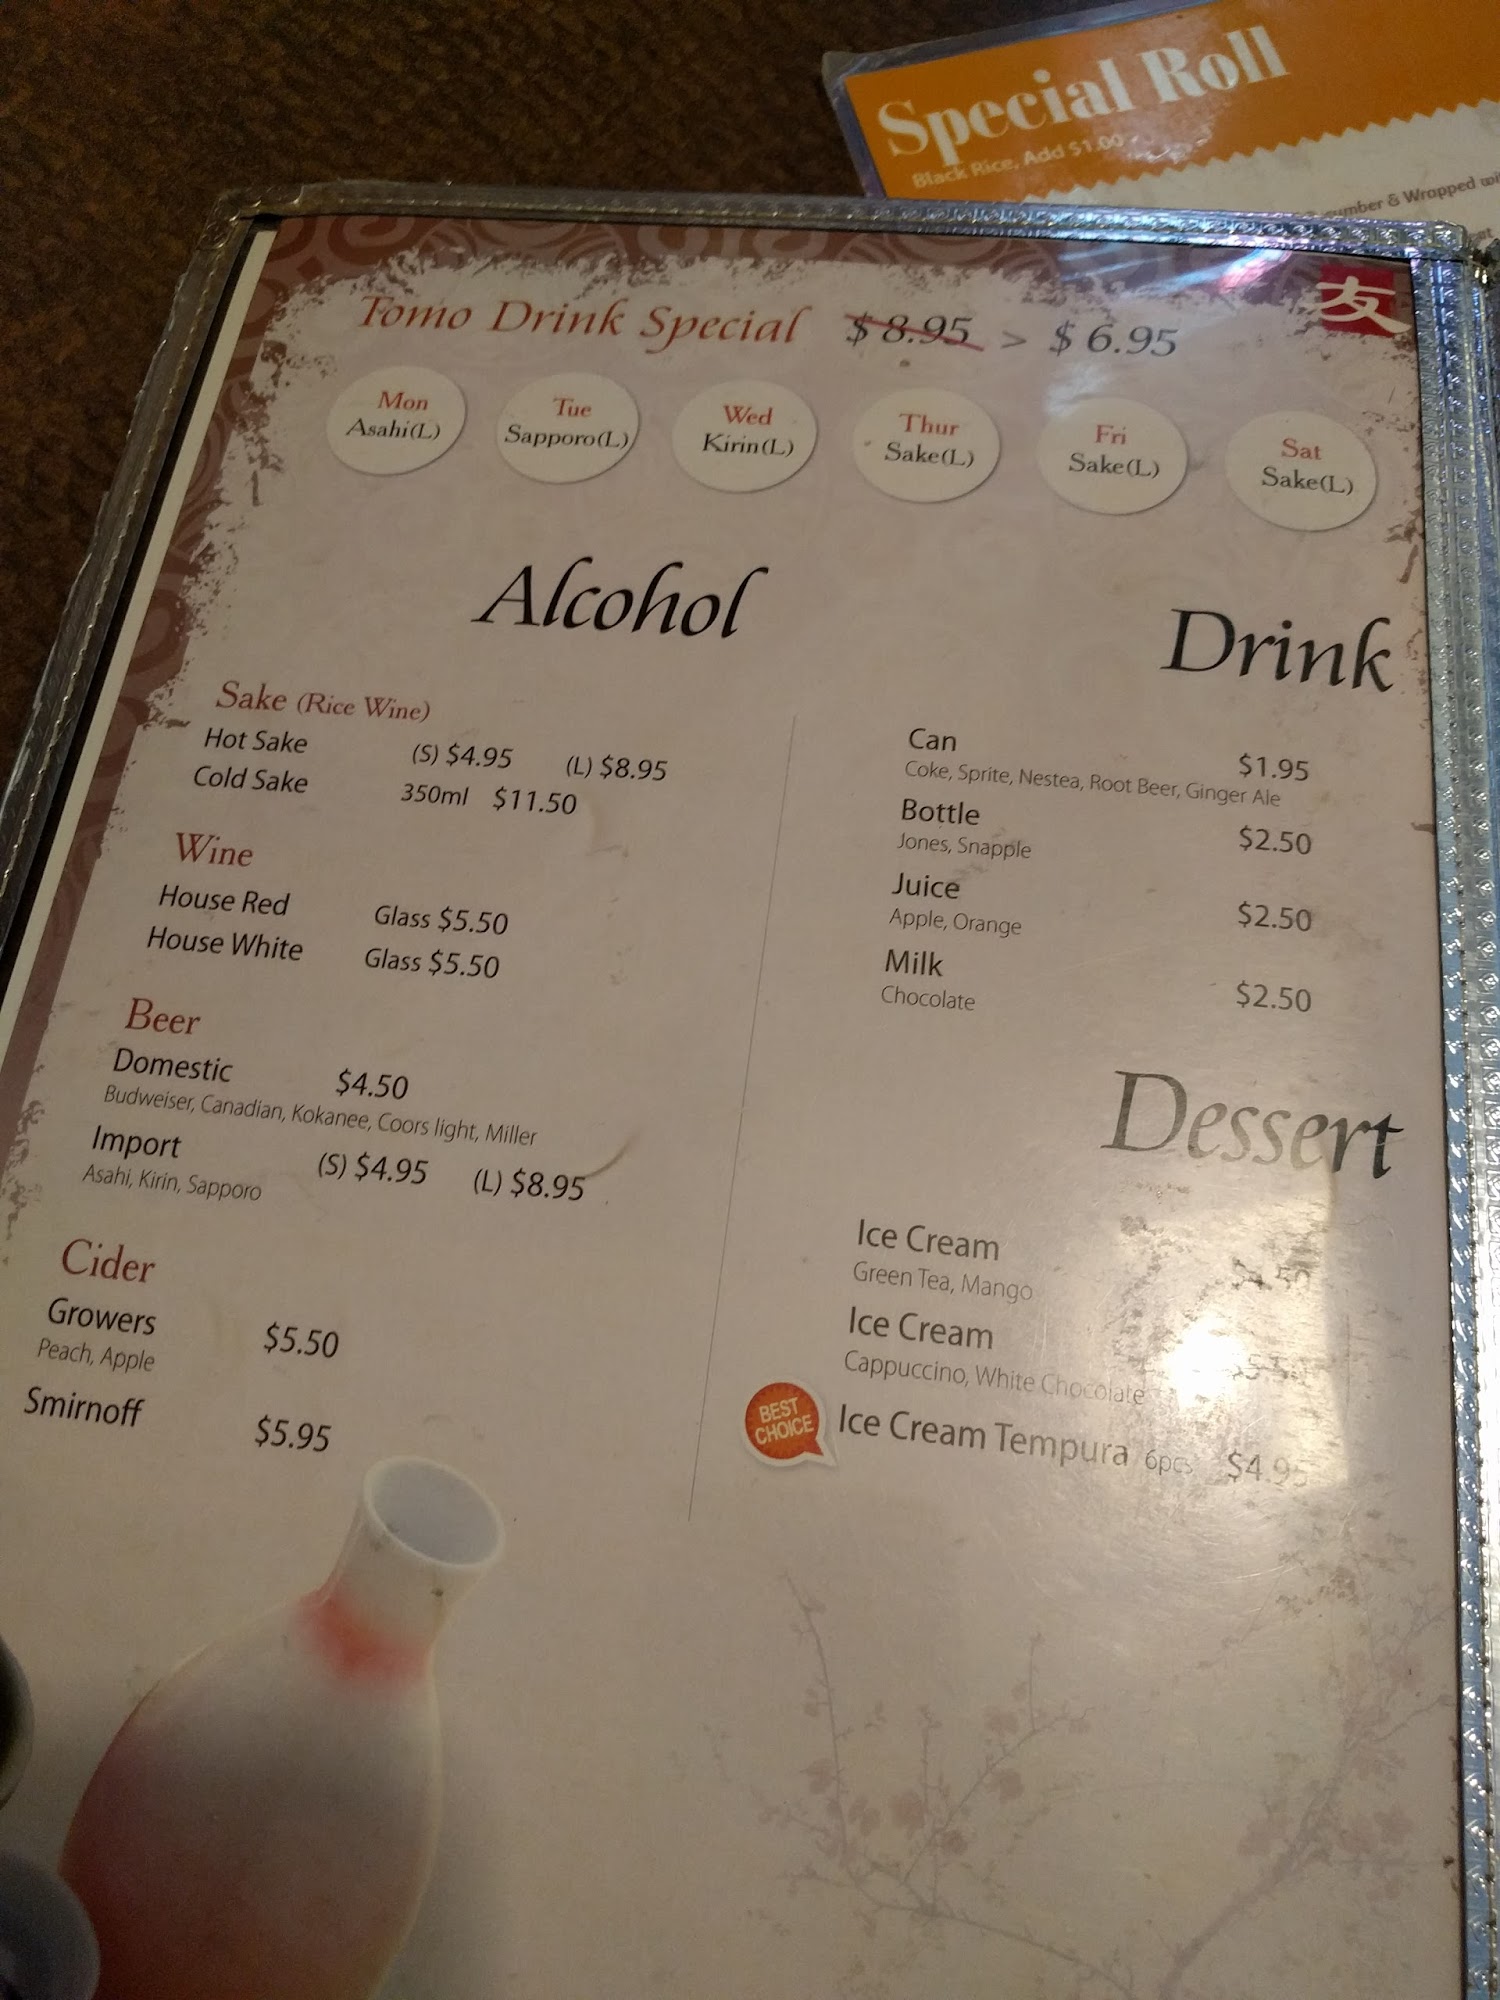 Special Roll
Black Rice, Add $1.00
& Wrapped
Tomo Drink Special $8.95 > $6.95
友
Mon
Asahi(L)
Tue
Sapporo(L)
Wed
Kirin(L)
Thur
Sake(L)
Fri
Sake(L)
Sat
Sake(L)
Alcohol
Sake (Rice Wine)
Hot Sake (S) $4.95 (L) $8.95
Cold Sake 350ml $11.50
Wine
House Red Glass $5.50
House White Glass $5.50
Beer
Domestic $4.50
Budweiser, Canadian, Kokanee, Coors light, Miller
Import (S) $4.95 (L) $8.95
Asahi, Kirin, Sapporo
Cider
Growers $5.50
Peach, Apple
Smirnoff $5.95
Drink
Can $1.95
Coke, Sprite, Nestea, Root Beer, Ginger Ale
Bottle $2.50
Jones, Snapple
Juice $2.50
Apple, Orange
Milk $2.50
Chocolate
Dessert
Ice Cream
Green Tea, Mango
Ice Cream
Cappuccino, White Chocolate
BEST
CHOICE
Ice Cream Tempura 6pcs $4.95